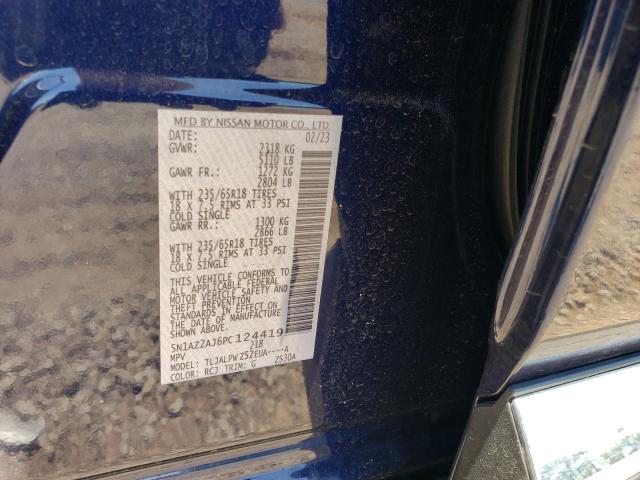 MFD BY NISSAN MOTOR CO., LTD.
DATE: 02/23
GVWR: 2318 KG
5110 LB
GAWR FR.: 1272 KG
2804 LB
WITH 235/65R18 TIRES
18 X 7.5 RIMS AT 33 PSI
COLD SINGLE
GAWR RR.: 1300 KG
2866 LB
WITH 235/65R18 TIRES
18 X 7.5 RIMS AT 33 PSI
COLD SINGLE
THIS VEHICLE CONFORMS TO
ALL APPLICABLE FEDERAL
MOTOR VEHICLE SAFETY AND
THEFT PREVENTION
STANDARDS IN EFFECT ON
THE DATE OF MANUFACTURE
SHOWN ABOVE.
5N1AZ2AJ6PC124419
MPV 218
MODEL: TLJALPWZ52EUA----A
COLOR: RCJ TRIM: G ZS30A